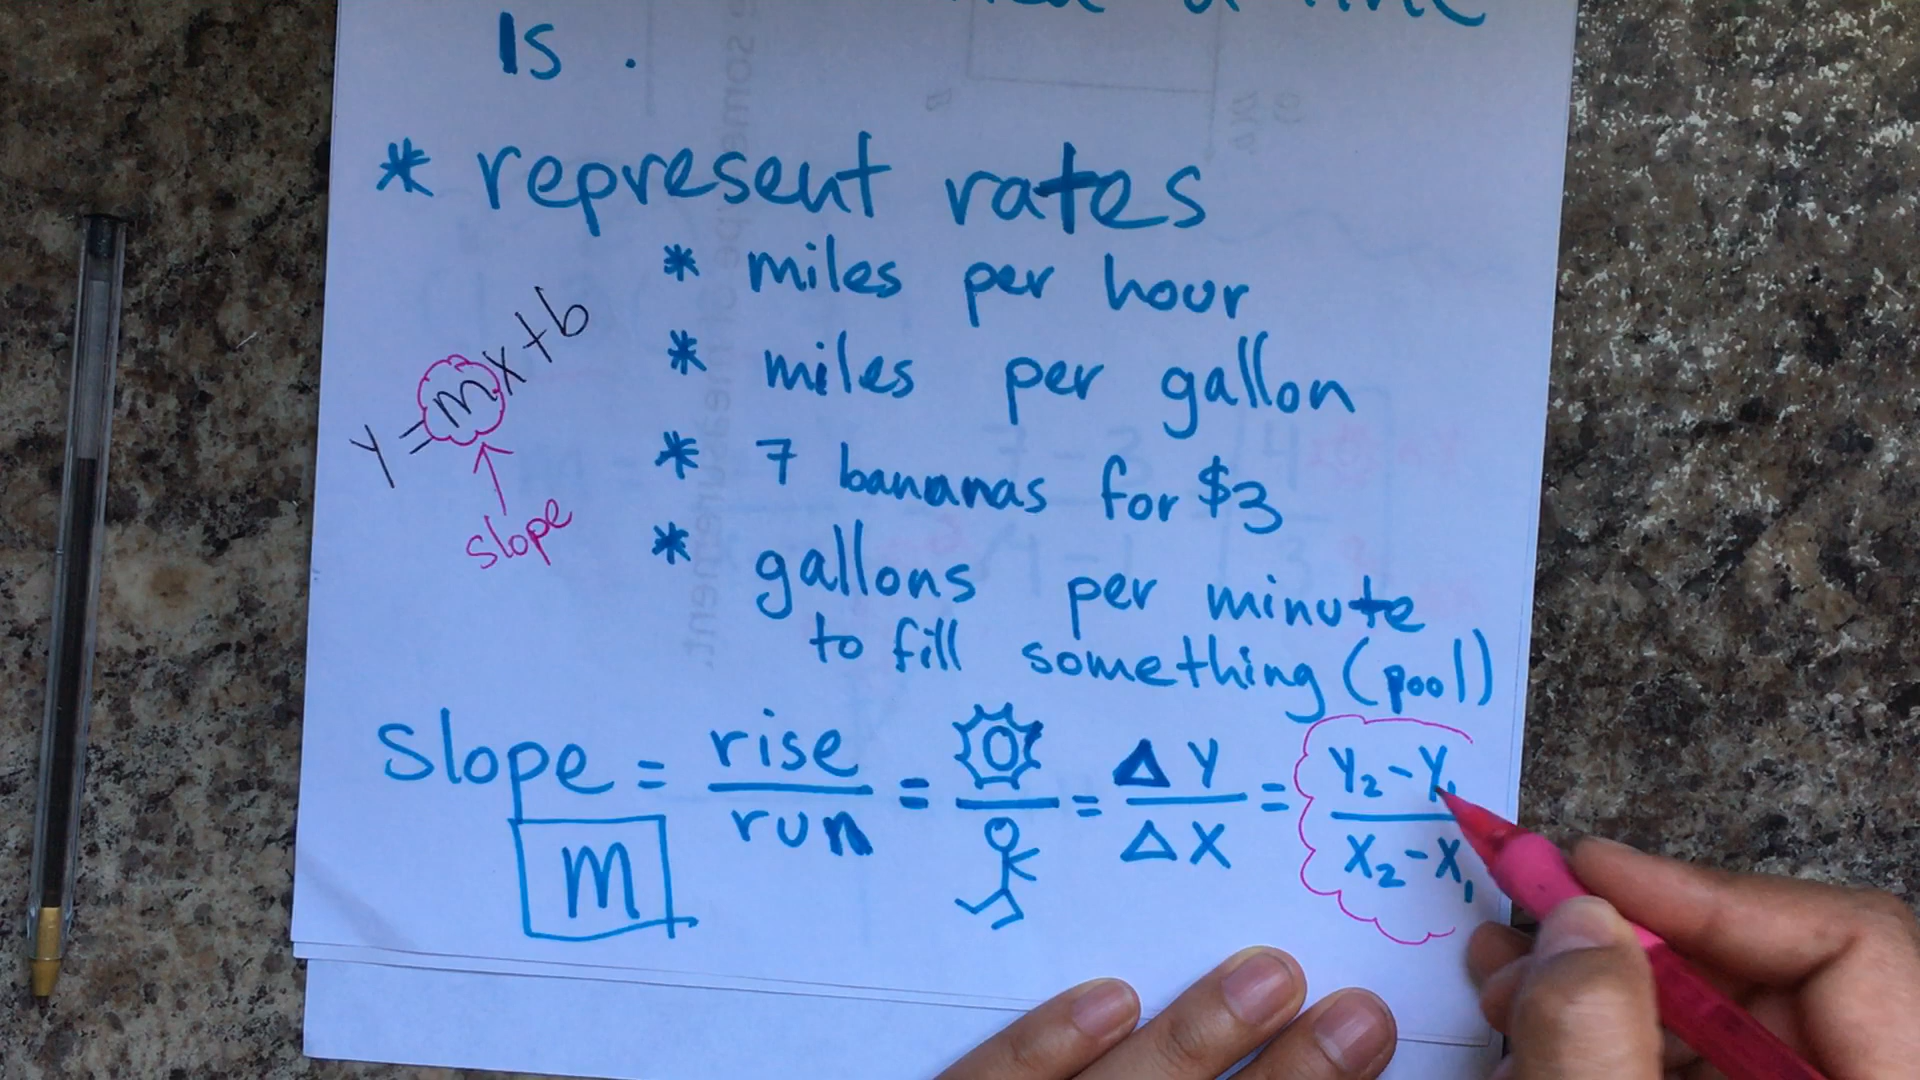 a line
is.
* represent rates
* miles per hour
* miles per gallon
* 7 bananas for $3
* gallons per minute
to fill something (pool)
y = mx + b
slope
slope = rise / run = ΔY / ΔX = Y₂ - Y₁ / X₂ - X₁
m